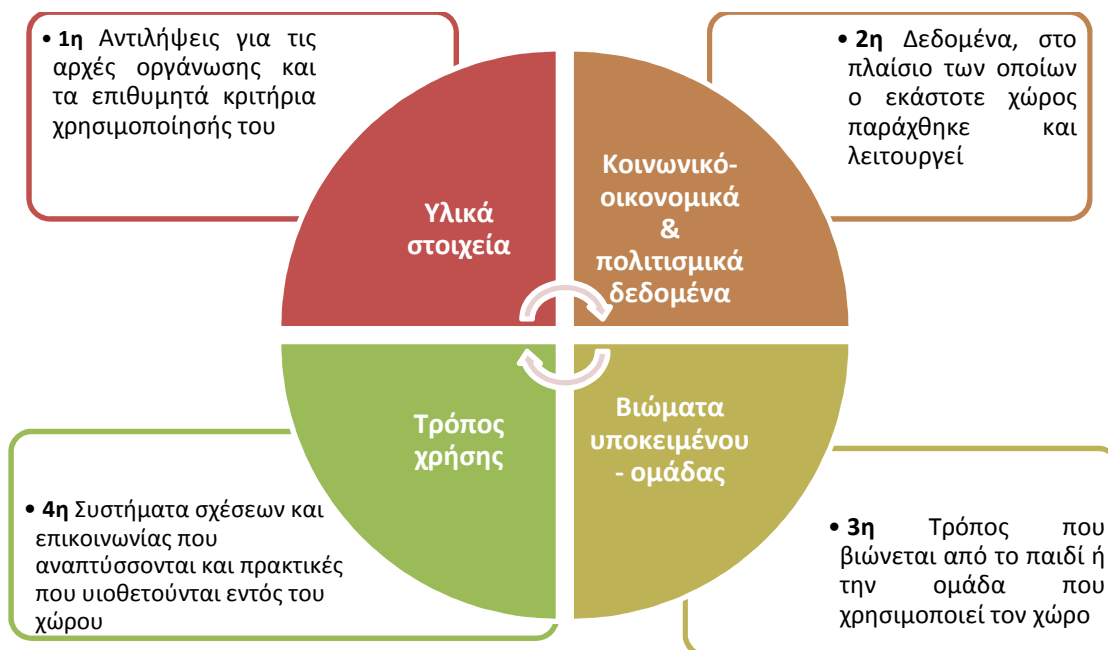 • 1η Αντιλήψεις για τις
αρχές οργάνωσης και
τα επιθυμητά κριτήρια
χρησιμοποίησής του
• 2η Δεδομένα, στο
πλαίσιο των οποίων
ο εκάστοτε χώρος
παράχθηκε και
λειτουργεί
Υλικά
στοιχεία
Κοινωνικό-
οικονομικά
&
πολιτισμικά
δεδομένα
Τρόπος
χρήσης
Βιώματα
υποκειμένου
- ομάδας
• 4η Συστήματα σχέσεων και
επικοινωνίας που
αναπτύσσονται και πρακτικές
που υιοθετούνται εντός του
χώρου
• 3η Τρόπος που
βιώνεται από το παιδί ή
την ομάδα που
χρησιμοποιεί τον χώρο